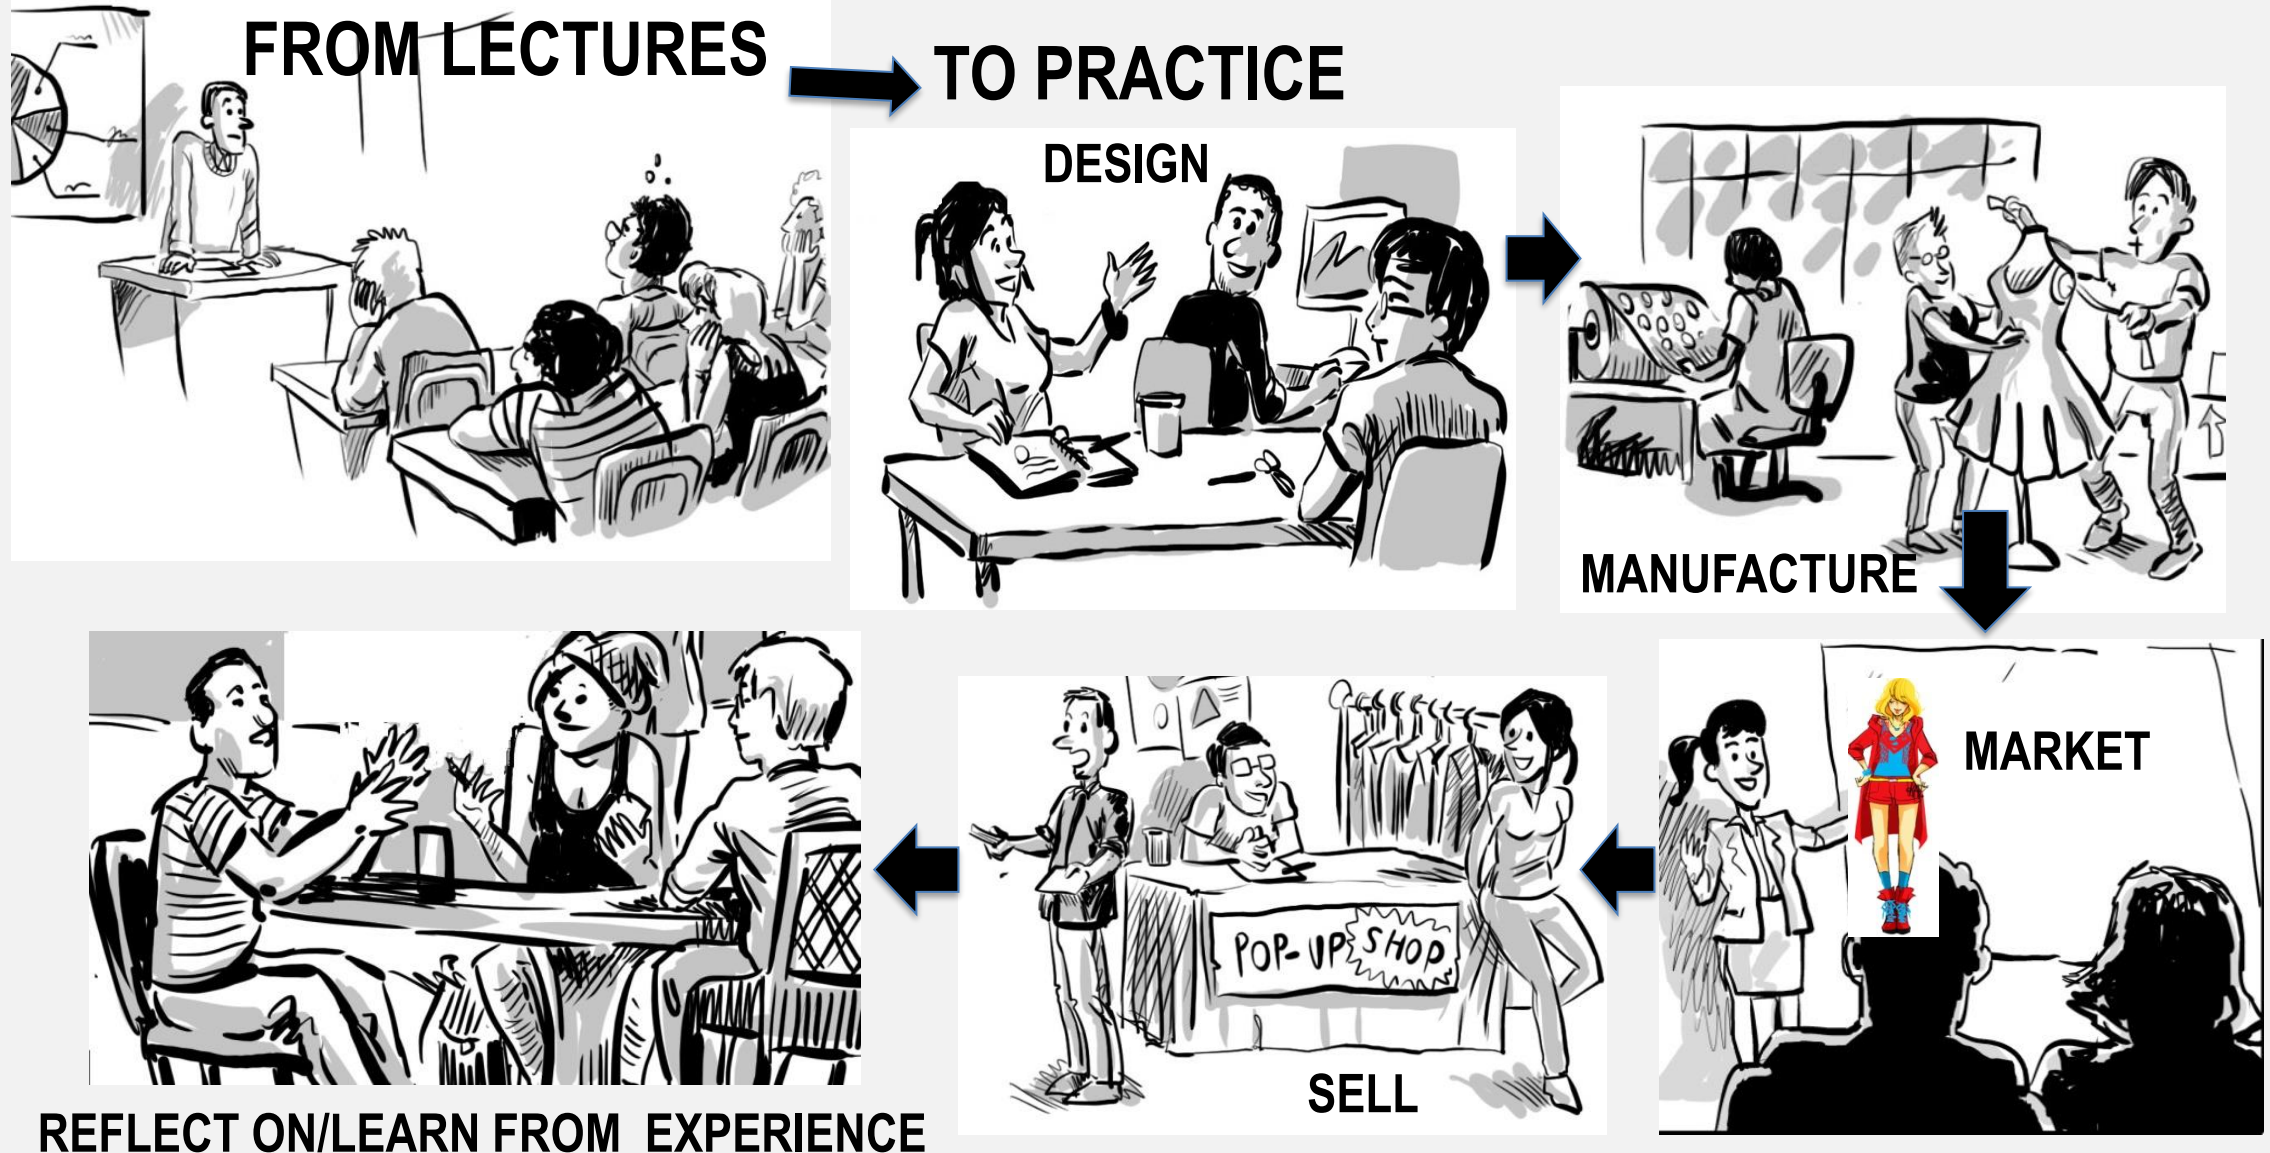 FROM LECTURES
TO PRACTICE
DESIGN
MANUFACTURE
MARKET
POP-UP SHOP
SELL
REFLECT ON/LEARN FROM EXPERIENCE